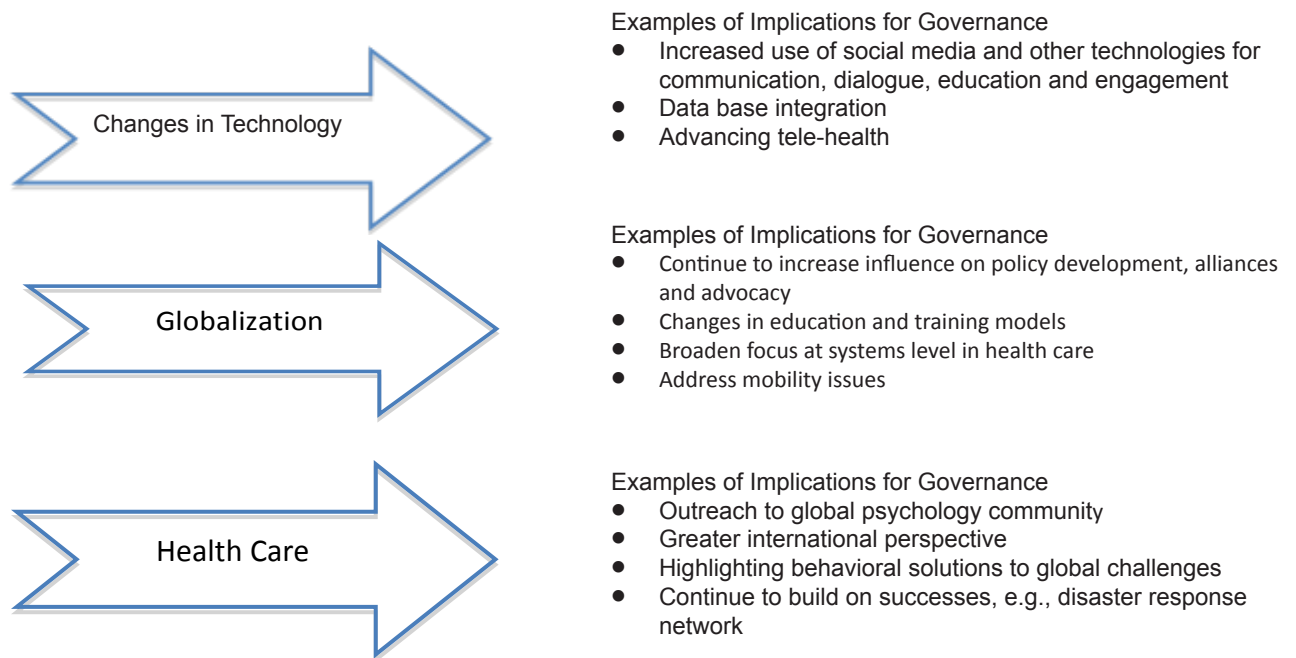 Examples of Implications for Governance
● Increased use of social media and other technologies for
communication, dialogue, education and engagement
● Data base integration
● Advancing tele-health
Changes in Technology
Examples of Implications for Governance
● Continue to increase influence on policy development, alliances
and advocacy
● Changes in education and training models
● Broaden focus at systems level in health care
● Address mobility issues
Globalization
Examples of Implications for Governance
● Outreach to global psychology community
● Greater international perspective
● Highlighting behavioral solutions to global challenges
● Continue to build on successes, e.g., disaster response
network
Health Care